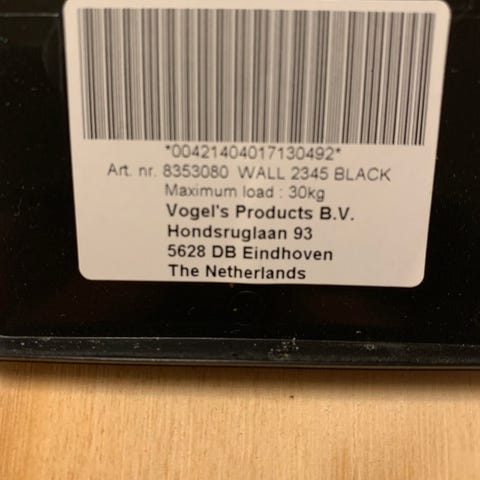 *00421404017130492*
Art. nr. 8353080 WALL 2345 BLACK
Maximum load : 30kg
Vogel's Products B.V.
Hondsruglaan 93
5628 DB Eindhoven
The Netherlands